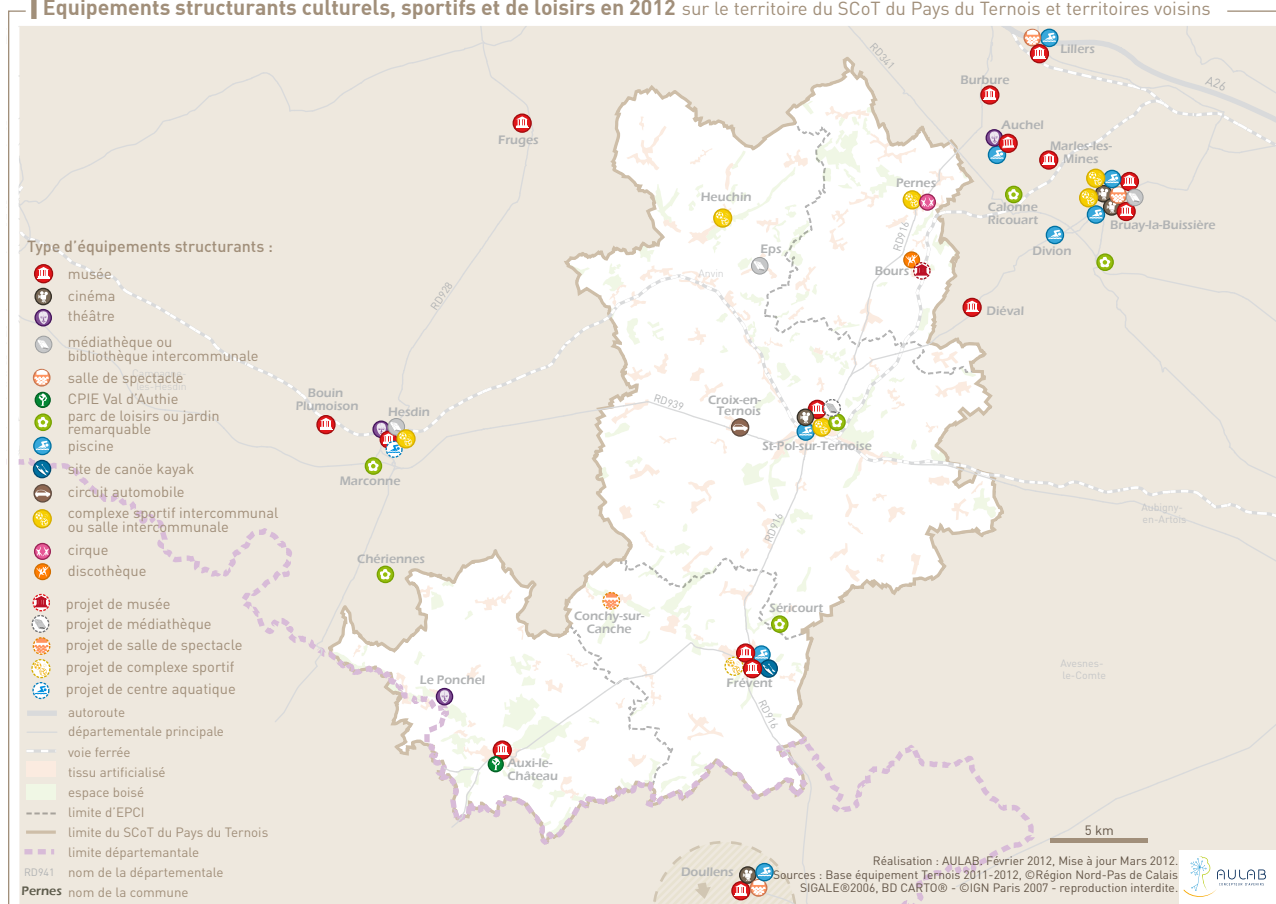 Equipements structurants culturels, sportifs et de loisirs en 2012 sur le territoire du SCoT du Pays du Ternois et territoires voisins
Lillers
RD341
A26
Burbure
Auchel
Fruges
Marles-les-
Mines
Heuchin
Pernes
Calonne
Ricouart
Bruay-la-Buissière
RD916
Divion
Eps
Bours
Anvin
RD928
Diéval
Type d'équipements structurants :
musée
cinéma
théâtre
médiathèque ou
bibliothèque intercommunale
salle de spectacle
CPIE Val d'Authie
parc de loisirs ou jardin
remarquable
piscine
site de canöe kayak
circuit automobile
complexe sportif intercommunal
ou salle intercommunale
cirque
discothèque
projet de musée
projet de médiathèque
projet de salle de spectacle
projet de complexe sportif
projet de centre aquatique
autoroute
départementale principale
voie ferrée
tissu artificialisé
espace boisé
limite d'EPCI
limite du SCoT du Pays du Ternois
limite départemantale
RD941 nom de la départementale
Pernes nom de la commune
Campagne-
les-Hesdin
Bouin
Plumoison
Hesdin
Marconne
RD939
Croix-en-
Ternois
St-Pol-sur-Ternoise
Aubigny-
en-Artois
RD916
Chériennes
Conchy-sur-
Canche
Séricourt
Frévent
Avesnes-
le-Comte
Le Ponchel
RD916
Auxi-le-
Château
5 km
Doullens
Réalisation : AULAB, Février 2012, Mise à jour Mars 2012.
Sources : Base équipement Ternois 2011-2012, ©Région Nord-Pas de Calais
SIGALE®2006, BD CARTO® - ©IGN Paris 2007 - reproduction interdite.
AULAB